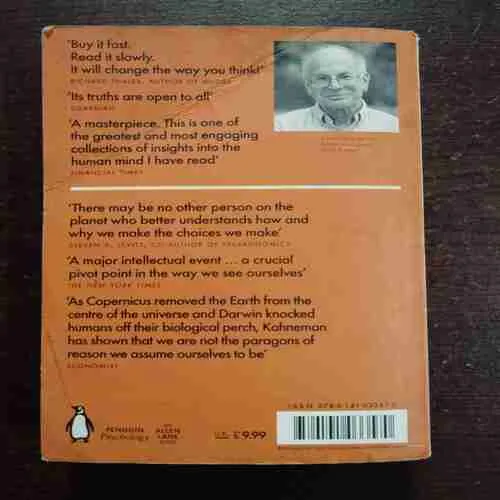 'Buy it fast.
Read it slowly.
It will change the way you think!'
RICHARD THALER, AUTHOR OF NUDGE
'Its truths are open to all'
GUARDIAN
'A masterpiece. This is one of
the greatest and most engaging
collections of insights into the
human mind I have read'
FINANCIAL TIMES
'There may be no other person on the
planet who better understands how and
why we make the choices we make'
STEVEN D. LEVITT, CO-AUTHOR OF FREAKONOMICS
'A major intellectual event ... a crucial
pivot point in the way we see ourselves'
THE NEW YORK TIMES
'As Copernicus removed the Earth from the
centre of the universe and Darwin knocked
humans off their biological perch, Kahneman
has shown that we are not the paragons of
reason we assume ourselves to be'
ECONOMIST
PENGUIN
Psychology
ALLEN
LANE
£9.99
ISBN